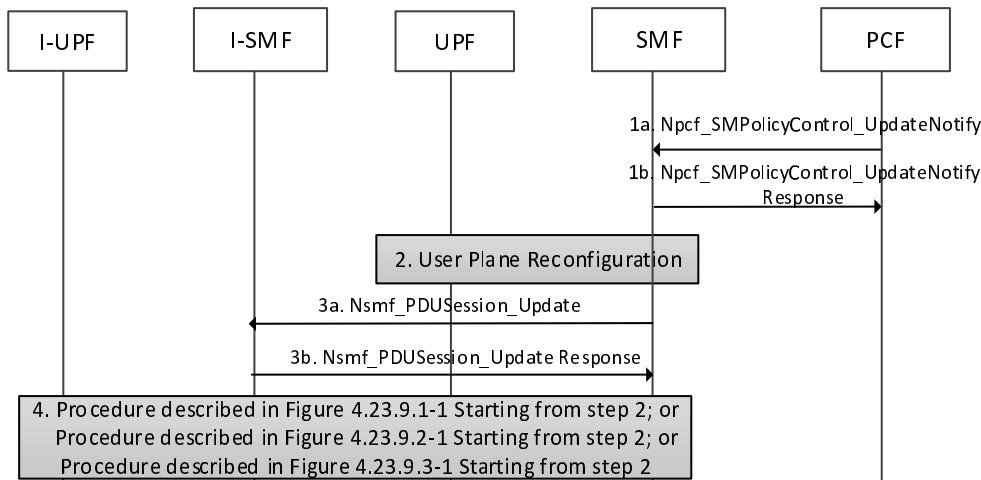 I-UPF
I-SMF
UPF
SMF
PCF
1a. Npcf_SMPolicyControl_UpdateNotify
1b. Npcf_SMPolicyControl_UpdateNotify
Response
2. User Plane Reconfiguration
3a. Nsmf_PDUSession_Update
3b. Nsmf_PDUSession_Update Response
4. Procedure described in Figure 4.23.9.1-1 Starting from step 2; or
Procedure described in Figure 4.23.9.2-1 Starting from step 2; or
Procedure described in Figure 4.23.9.3-1 Starting from step 2